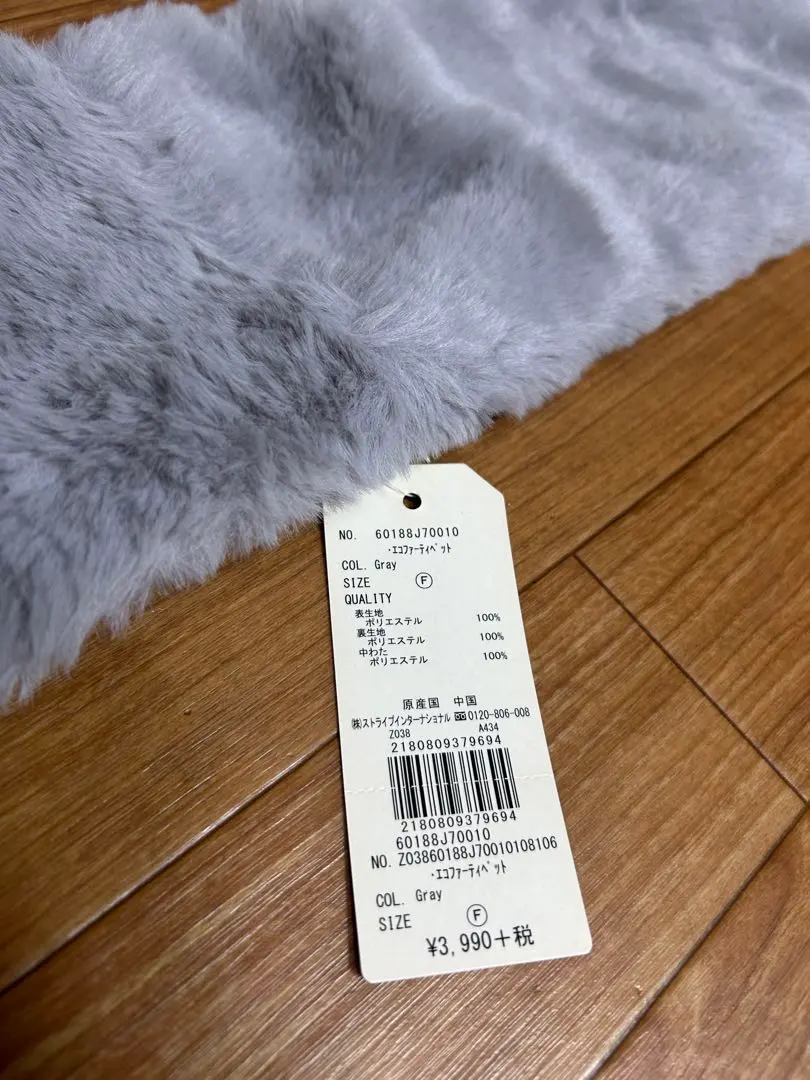 NO. 60188J70010
・ｴｺﾌｧｰﾃｨﾍﾟｯﾄ
COL. Gray
SIZE Ⓕ
QUALITY
表生地
ポリエステル 100%
裏生地
ポリエステル 100%
中わた
ポリエステル 100%
原産国 中国
㈱ストライプインターナショナル 0120-806-008
Z038 A434
2180809379694
2180809379694
60188J70010
NO. Z03860188J70010108106
・ｴｺﾌｧｰﾃｨﾍﾟｯﾄ
COL. Gray
SIZE Ⓕ
¥3,990+税